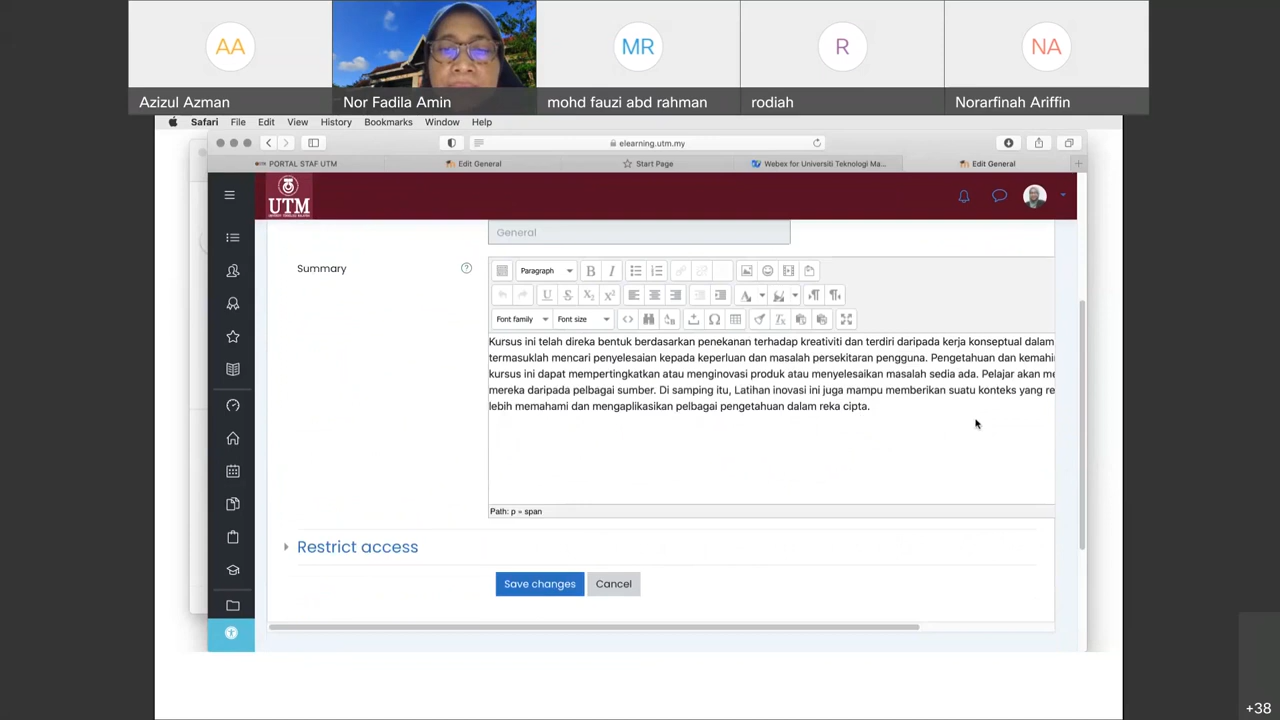 AA
MR
R
NA
Azizul Azman
Nor Fadila Amin
mohd fauzi abd rahman
rodiah
Norarfinah Ariffin
Safari File Edit View History Bookmarks Window Help
elearning.utm.my
PORTAL STAF UTM
Edit General
Start Page
Webex for Universiti Teknologi Ma...
Edit General
UTM
General
Summary
Paragraph
Font family
Font size
Kursus ini telah direka bentuk berdasarkan penekanan terhadap kreativiti dan terdiri daripada kerja konseptual dalam
termasuklah mencari penyelesaian kepada keperluan dan masalah persekitaran pengguna. Pengetahuan dan kemahi
kursus ini dapat mempertingkatkan atau menginovasi produk atau menyelesaikan masalah sedia ada. Pelajar akan me
mereka daripada pelbagai sumber. Di samping itu, Latihan inovasi ini juga mampu memberikan suatu konteks yang re
lebih memahami dan mengaplikasikan pelbagai pengetahuan dalam reka cipta.
Path: p » span
Restrict access
Save changes
Cancel
+38